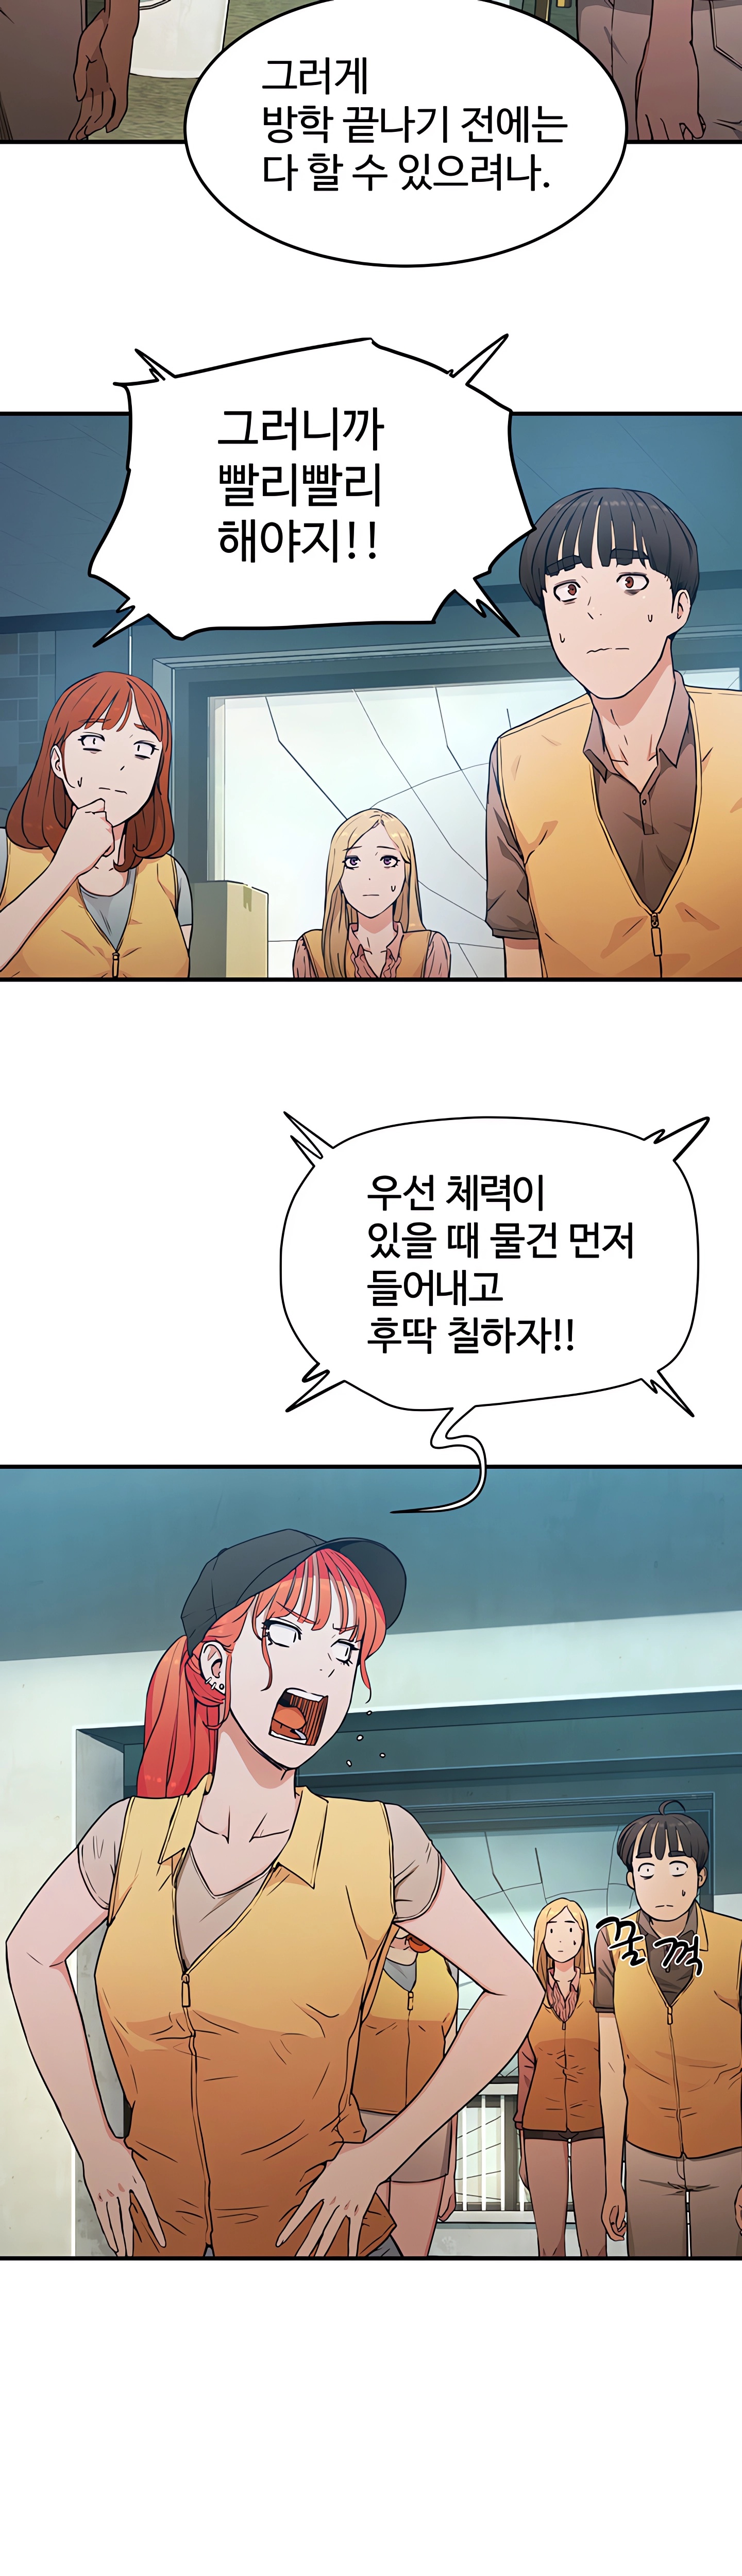 그러게
방학 끝나기 전에는
다 할 수 있으려나.
그러니까
빨리빨리
해야지!!
우선 체력이
있을 때 물건 먼저
들어내고
후딱 칠하자!!
꿀꺽